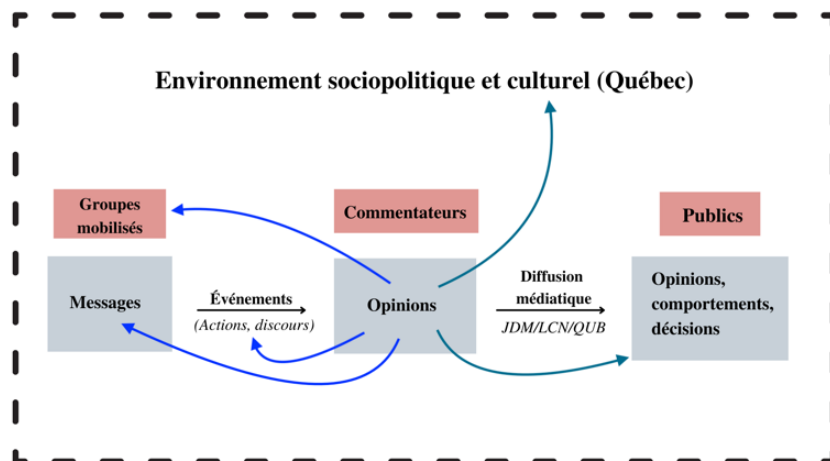 Environnement sociopolitique et culturel (Québec)
Groupes
mobilisés
Commentateurs
Publics
Messages
Événements
(Actions, discours)
Opinions
Diffusion
médiatique
JDM/LCN/QUB
Opinions,
comportements,
décisions